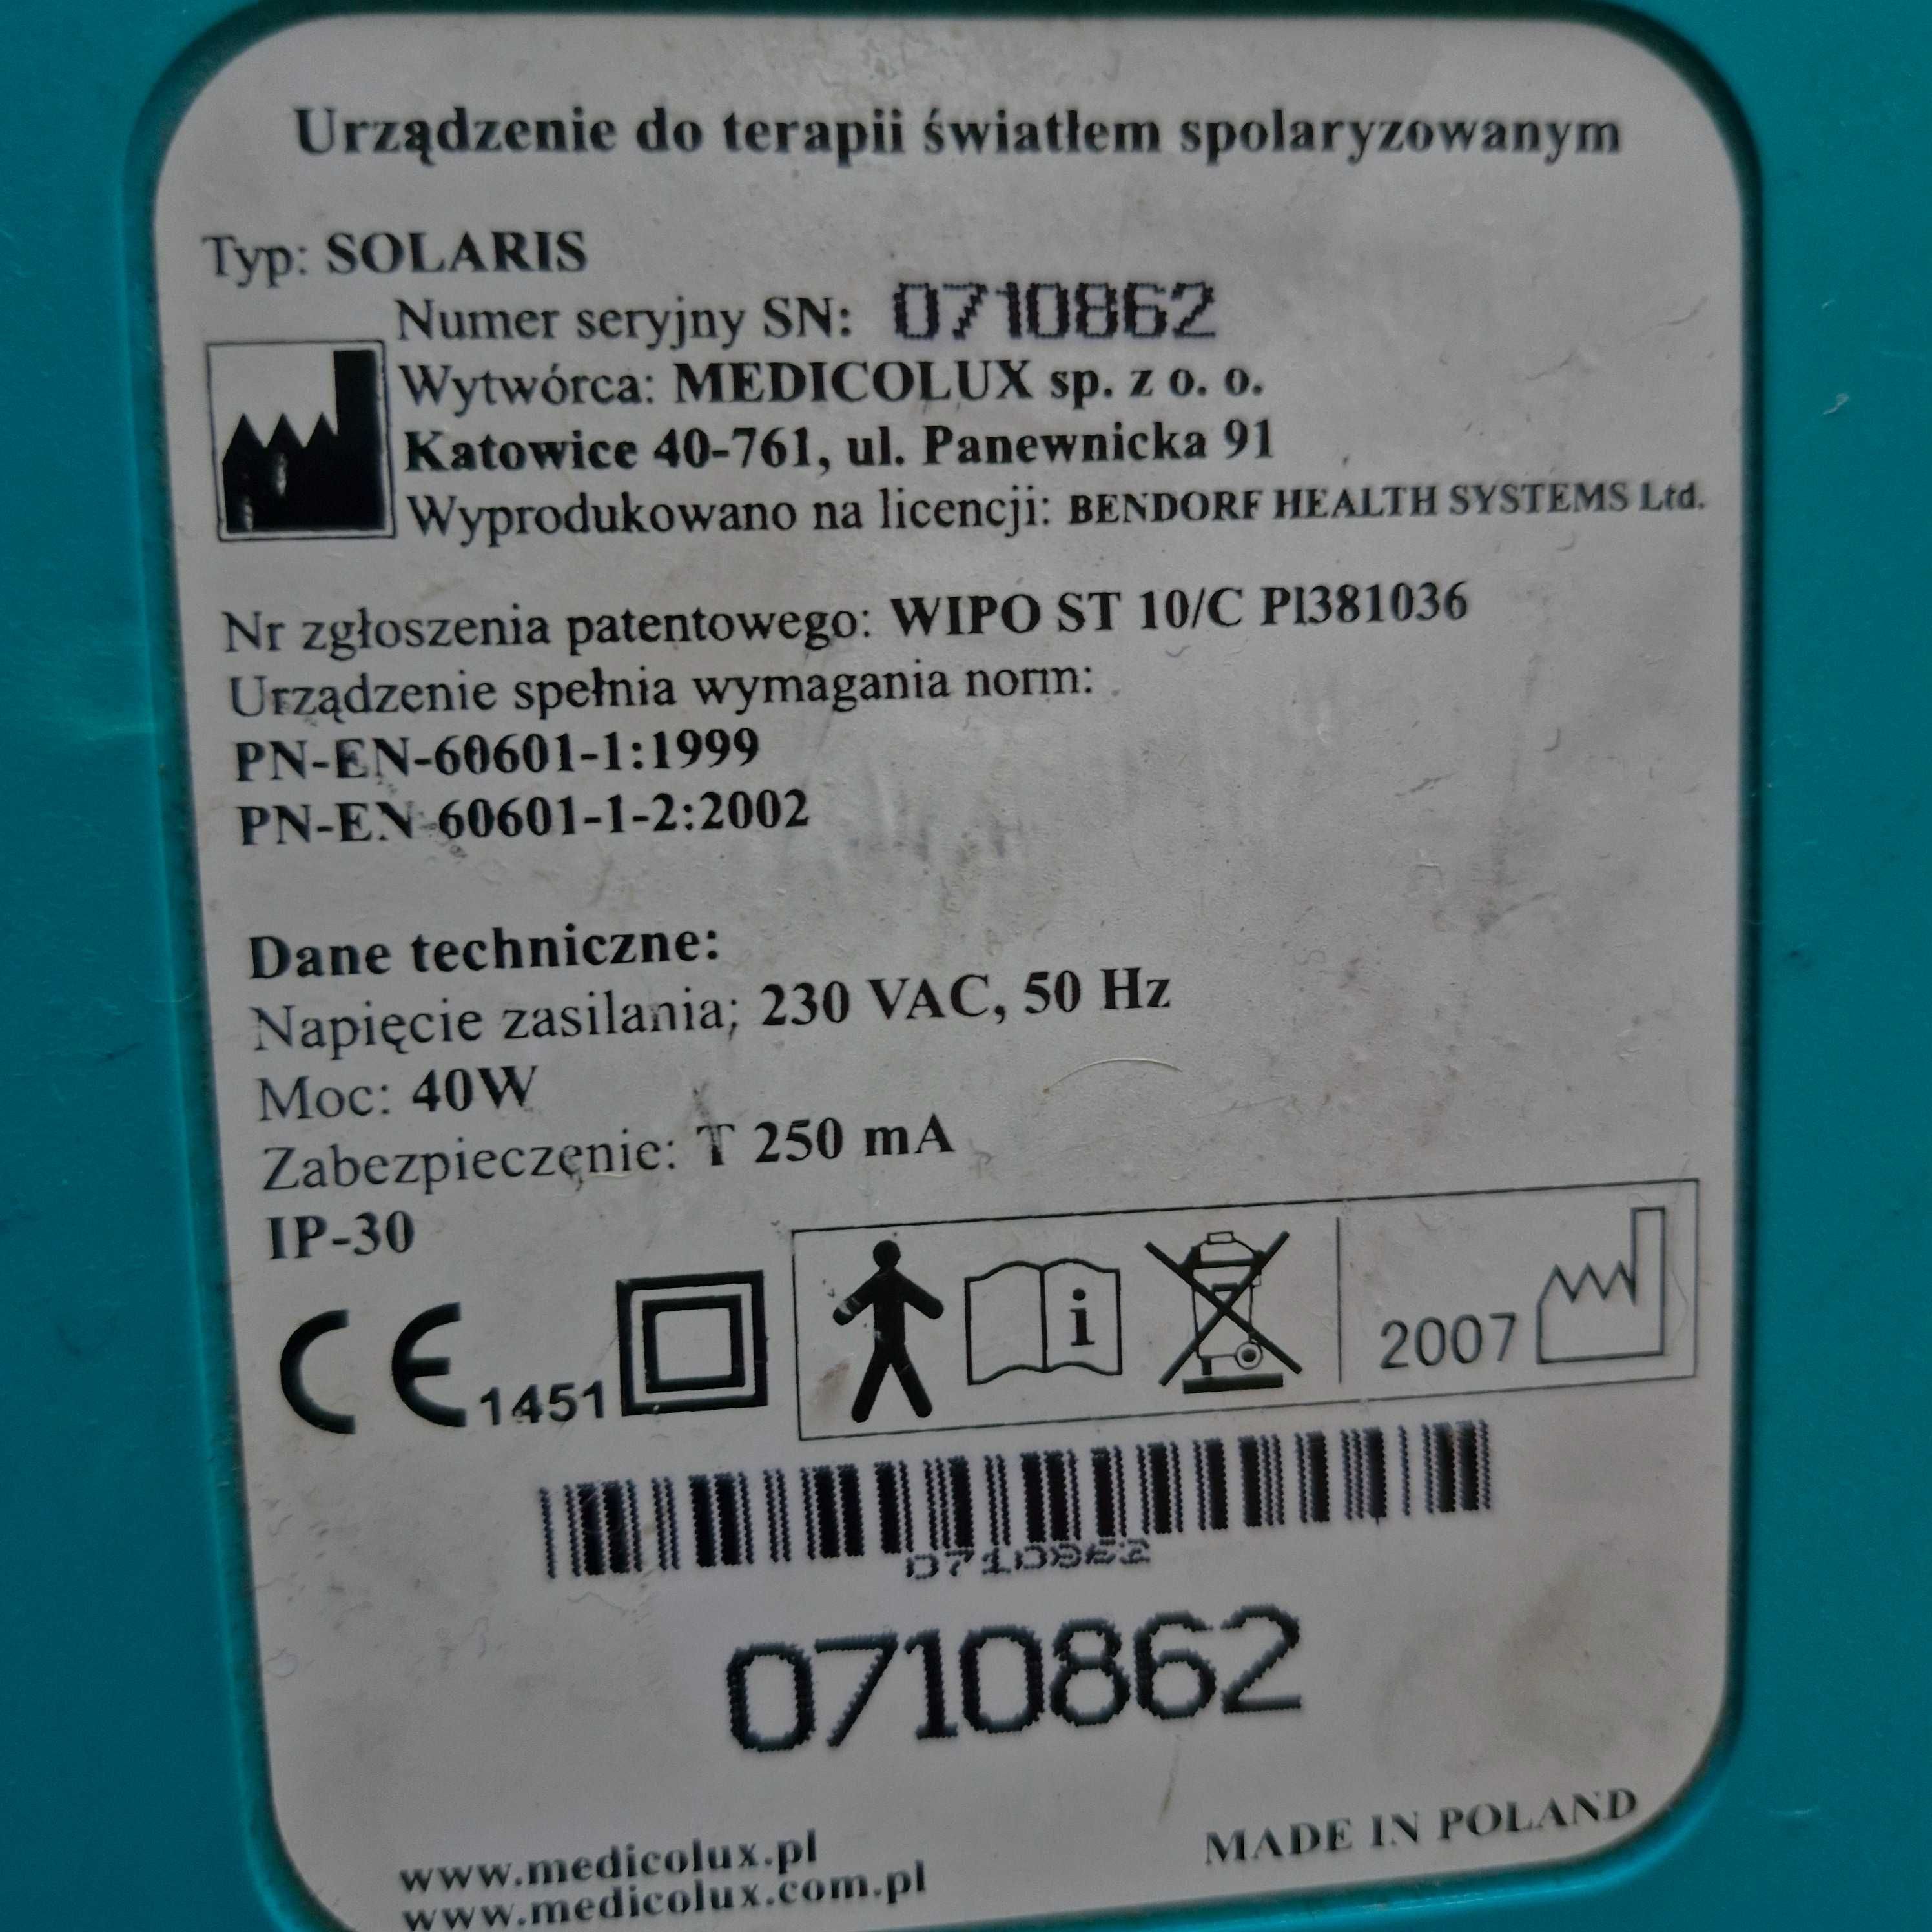 Urządzenie do terapii światłem spolaryzowanym
Typ: SOLARIS
Numer seryjny SN: 0710862
Wytwórca: MEDICOLUX sp. z o. o.
Katowice 40-761, ul. Panewnicka 91
Wyprodukowano na licencji: BENDORF HEALTH SYSTEMS Ltd.
Nr zgłoszenia patentowego: WIPO ST 10/C Pl381036
Urządzenie spełnia wymagania norm:
PN-EN-60601-1:1999
PN-EN-60601-1-2:2002
Dane techniczne:
Napięcie zasilania; 230 VAC, 50 Hz
Moc: 40W
Zabezpieczenie: T 250 mA
IP-30
CE 1451
i
2007
0710862
0710862
MADE IN POLAND
www.medicolux.pl
www.medicolux.com.pl